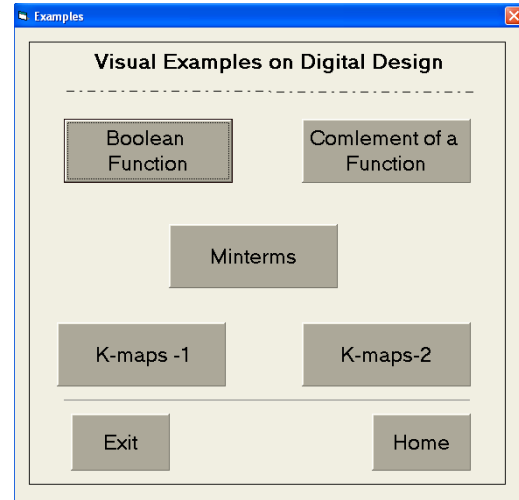 Examples
Visual Examples on Digital Design
Boolean
Function
Comlement of a
Function
Minterms
K-maps -1
K-maps-2
Exit
Home